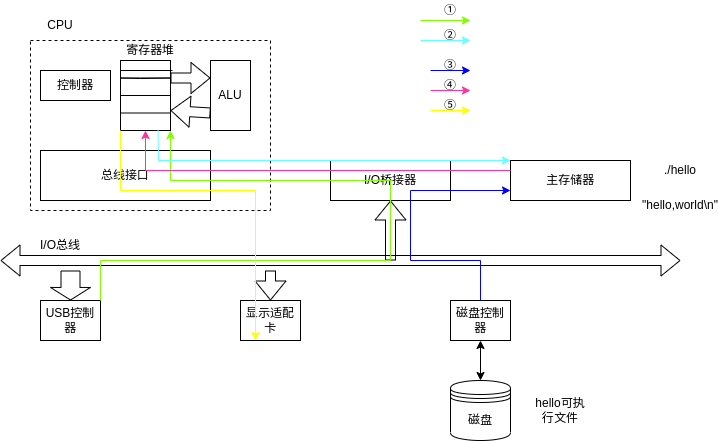 CPU
①
②
③
④
⑤
寄存器堆
控制器
ALU
总线接口
I/O桥接器
主存储器
./hello
"hello,world\n"
I/O总线
USB控制
器
显示适配
卡
磁盘控制
器
磁盘
hello可执
行文件